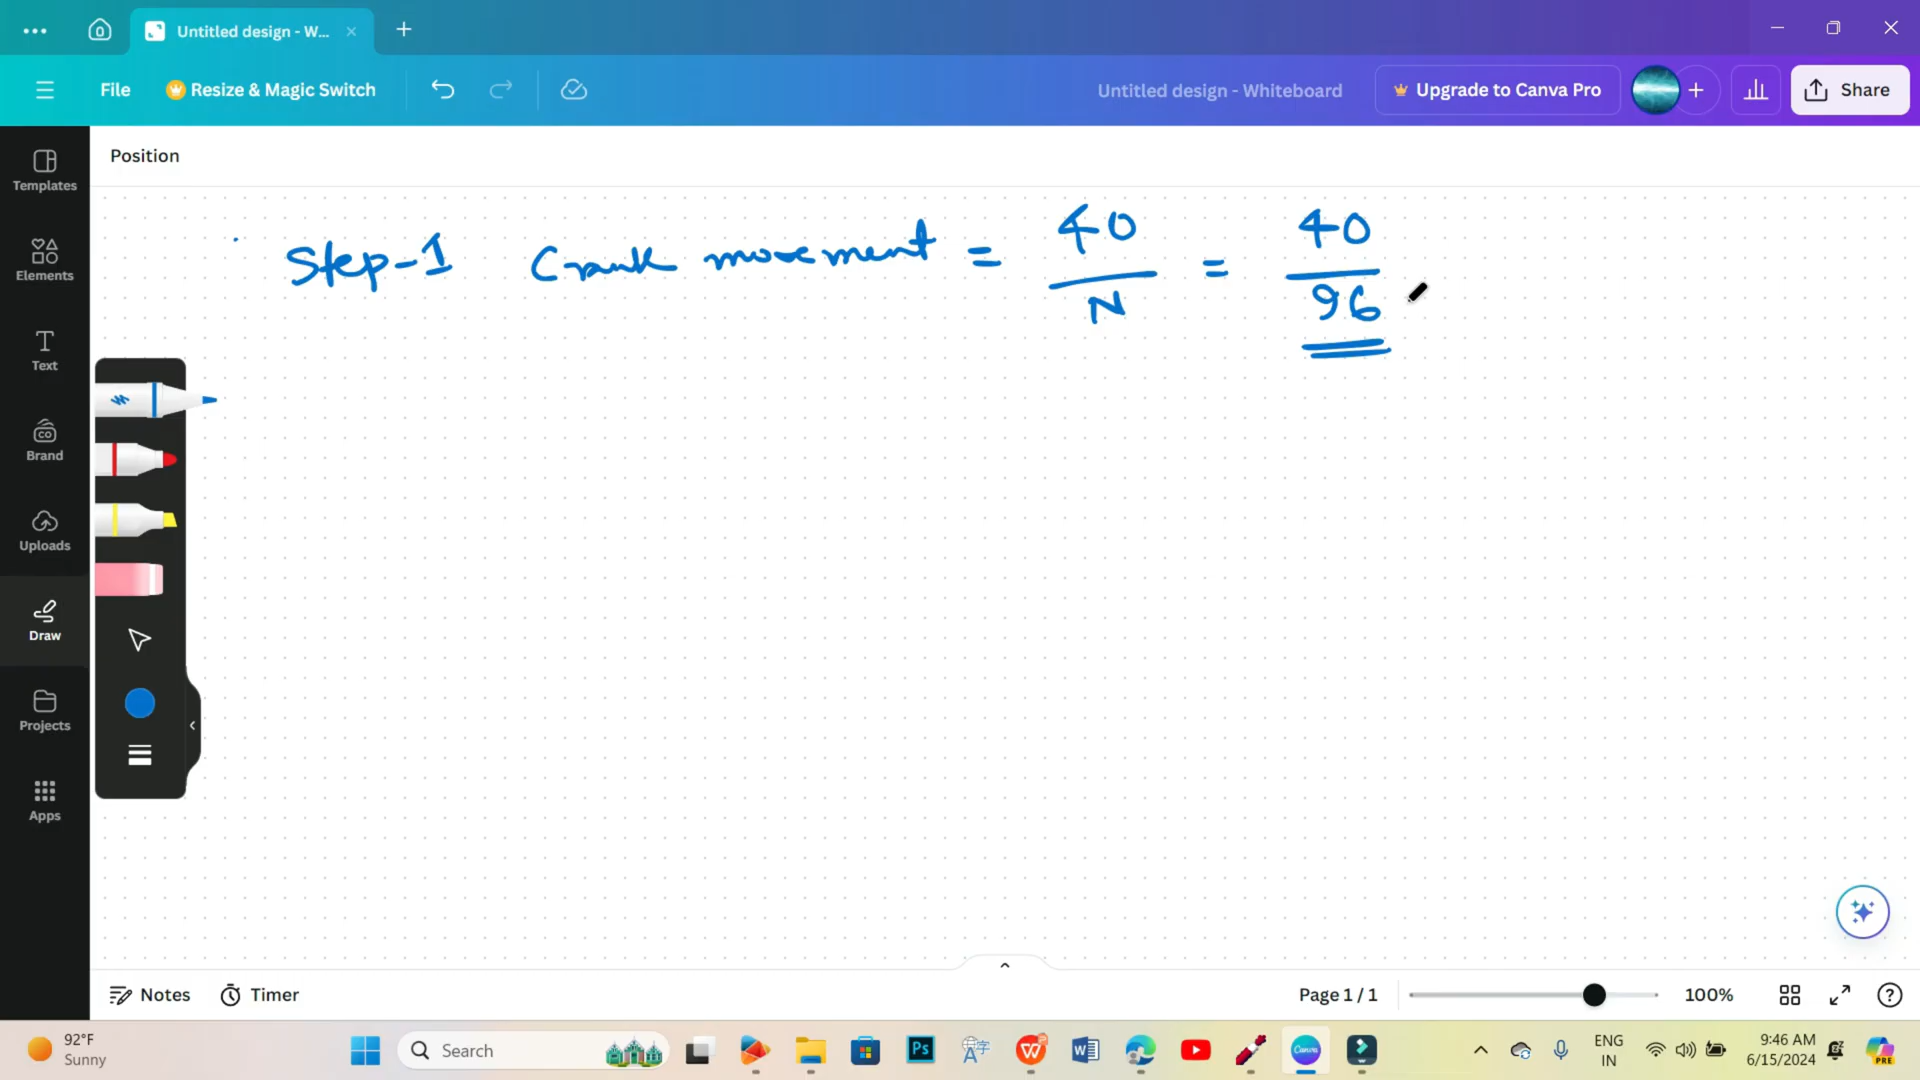 Untitled design - W...
File
Resize & Magic Switch
Untitled design - Whiteboard
Upgrade to Canva Pro
Share
Templates
Elements
Text
Brand
Uploads
Draw
Projects
Apps
Position
Step-1 Crank movement = 40/N = 40/96
Notes
Timer
Page 1 / 1
100%
92°F
Sunny
Search
ENG
IN
9:46 AM
6/15/2024